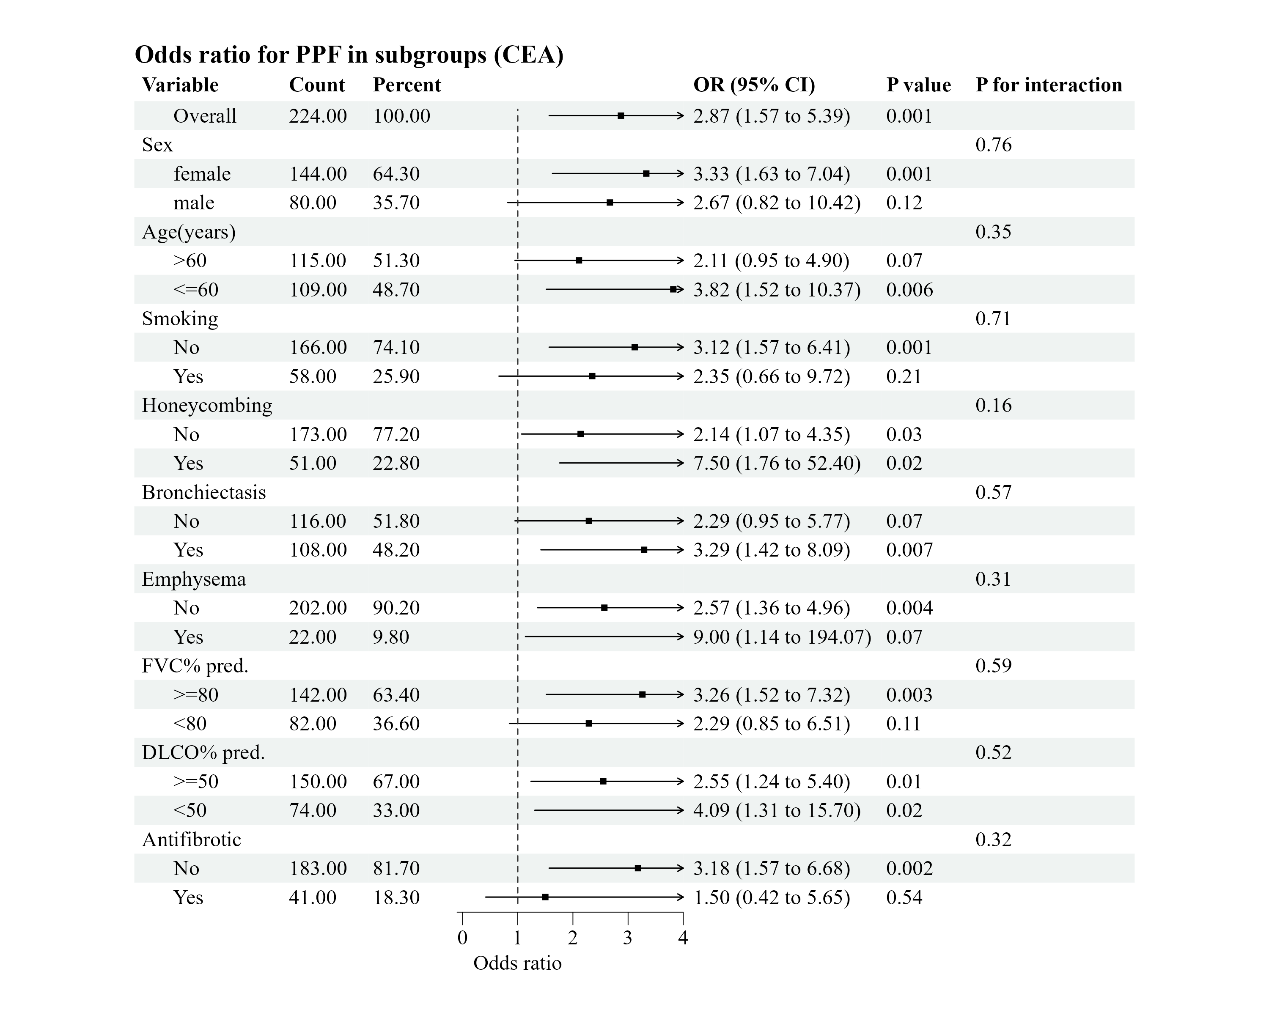 Odds ratio for PPF in subgroups (CEA)
Variable Count Percent OR (95% CI) P value P for interaction
Overall 224.00 100.00 2.87 (1.57 to 5.39) 0.001
Sex 0.76
female 144.00 64.30 3.33 (1.63 to 7.04) 0.001
male 80.00 35.70 2.67 (0.82 to 10.42) 0.12
Age(years) 0.35
>60 115.00 51.30 2.11 (0.95 to 4.90) 0.07
<=60 109.00 48.70 3.82 (1.52 to 10.37) 0.006
Smoking 0.71
No 166.00 74.10 3.12 (1.57 to 6.41) 0.001
Yes 58.00 25.90 2.35 (0.66 to 9.72) 0.21
Honeycombing 0.16
No 173.00 77.20 2.14 (1.07 to 4.35) 0.03
Yes 51.00 22.80 7.50 (1.76 to 52.40) 0.02
Bronchiectasis 0.57
No 116.00 51.80 2.29 (0.95 to 5.77) 0.07
Yes 108.00 48.20 3.29 (1.42 to 8.09) 0.007
Emphysema 0.31
No 202.00 90.20 2.57 (1.36 to 4.96) 0.004
Yes 22.00 9.80 9.00 (1.14 to 194.07) 0.07
FVC% pred. 0.59
>=80 142.00 63.40 3.26 (1.52 to 7.32) 0.003
<80 82.00 36.60 2.29 (0.85 to 6.51) 0.11
DLCO% pred. 0.52
>=50 150.00 67.00 2.55 (1.24 to 5.40) 0.01
<50 74.00 33.00 4.09 (1.31 to 15.70) 0.02
Antifibrotic 0.32
No 183.00 81.70 3.18 (1.57 to 6.68) 0.002
Yes 41.00 18.30 1.50 (0.42 to 5.65) 0.54
0 1 2 3 4
Odds ratio